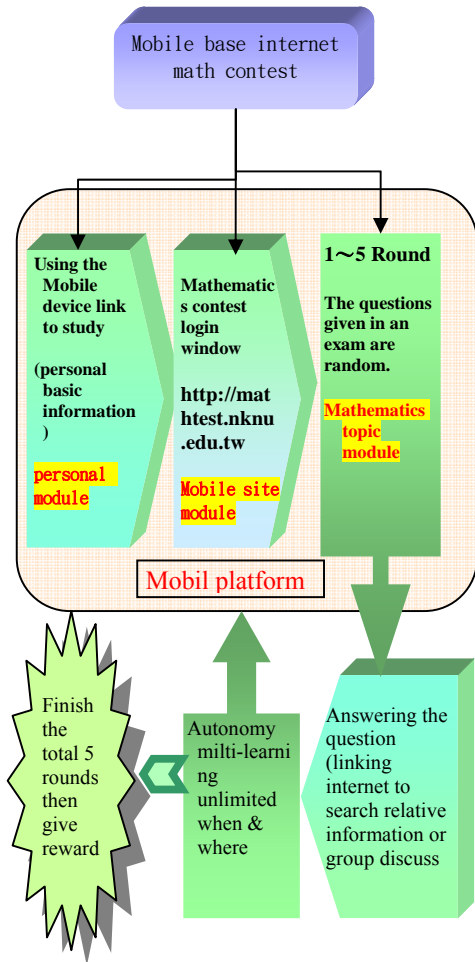 Mobile base internet
math contest
Using the
Mobile
device link
to study
(personal
basic
information
)
personal
module
Mathematic
s contest
login
window
http://mat
htest.nknu
.edu.tw
Mobile site
module
1~5 Round
The questions
given in an
exam are
random.
Mathematics
topic
module
Mobil platform
Finish
the
total 5
rounds
then
give
reward
Autonomy
milti-learni
ng
unlimited
when &
where
Answering the
question
(linking
internet to
search relative
information or
group discuss